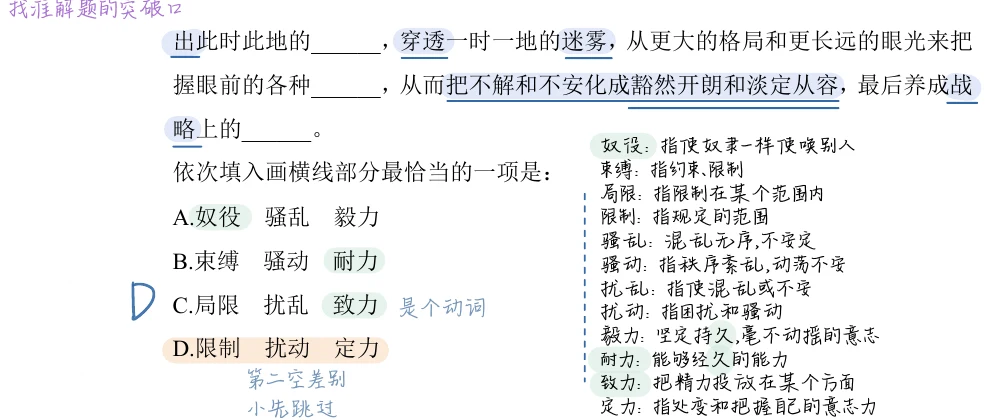 找准解题的突破口
出此时此地的______，穿透一时一地的迷雾，从更大的格局和更长远的眼光来把
握眼前的各种______，从而把不解和不安化成豁然开朗和淡定从容，最后养成战
略上的______。
依次填入画横线部分最恰当的一项是：
A.奴役 骚乱 毅力
B.束缚 骚动 耐力
C.局限 扰乱 致力 是个动词
D
D.限制 扰动 定力
第二空差别
小先跳过
奴役：指使奴隶一样使唤别人
束缚：指约束、限制
局限：指限制在某个范围内
限制：指规定的范围
骚乱：混乱无序,不安定
骚动：指秩序紊乱,动荡不安
扰乱：指使混乱或不安
扰动：指困扰和骚动
毅力：坚定持久,毫不动摇的意志
耐力：能够经久的能力
致力：把精力投放在某个方面
定力：指处变和把握自己的意志力